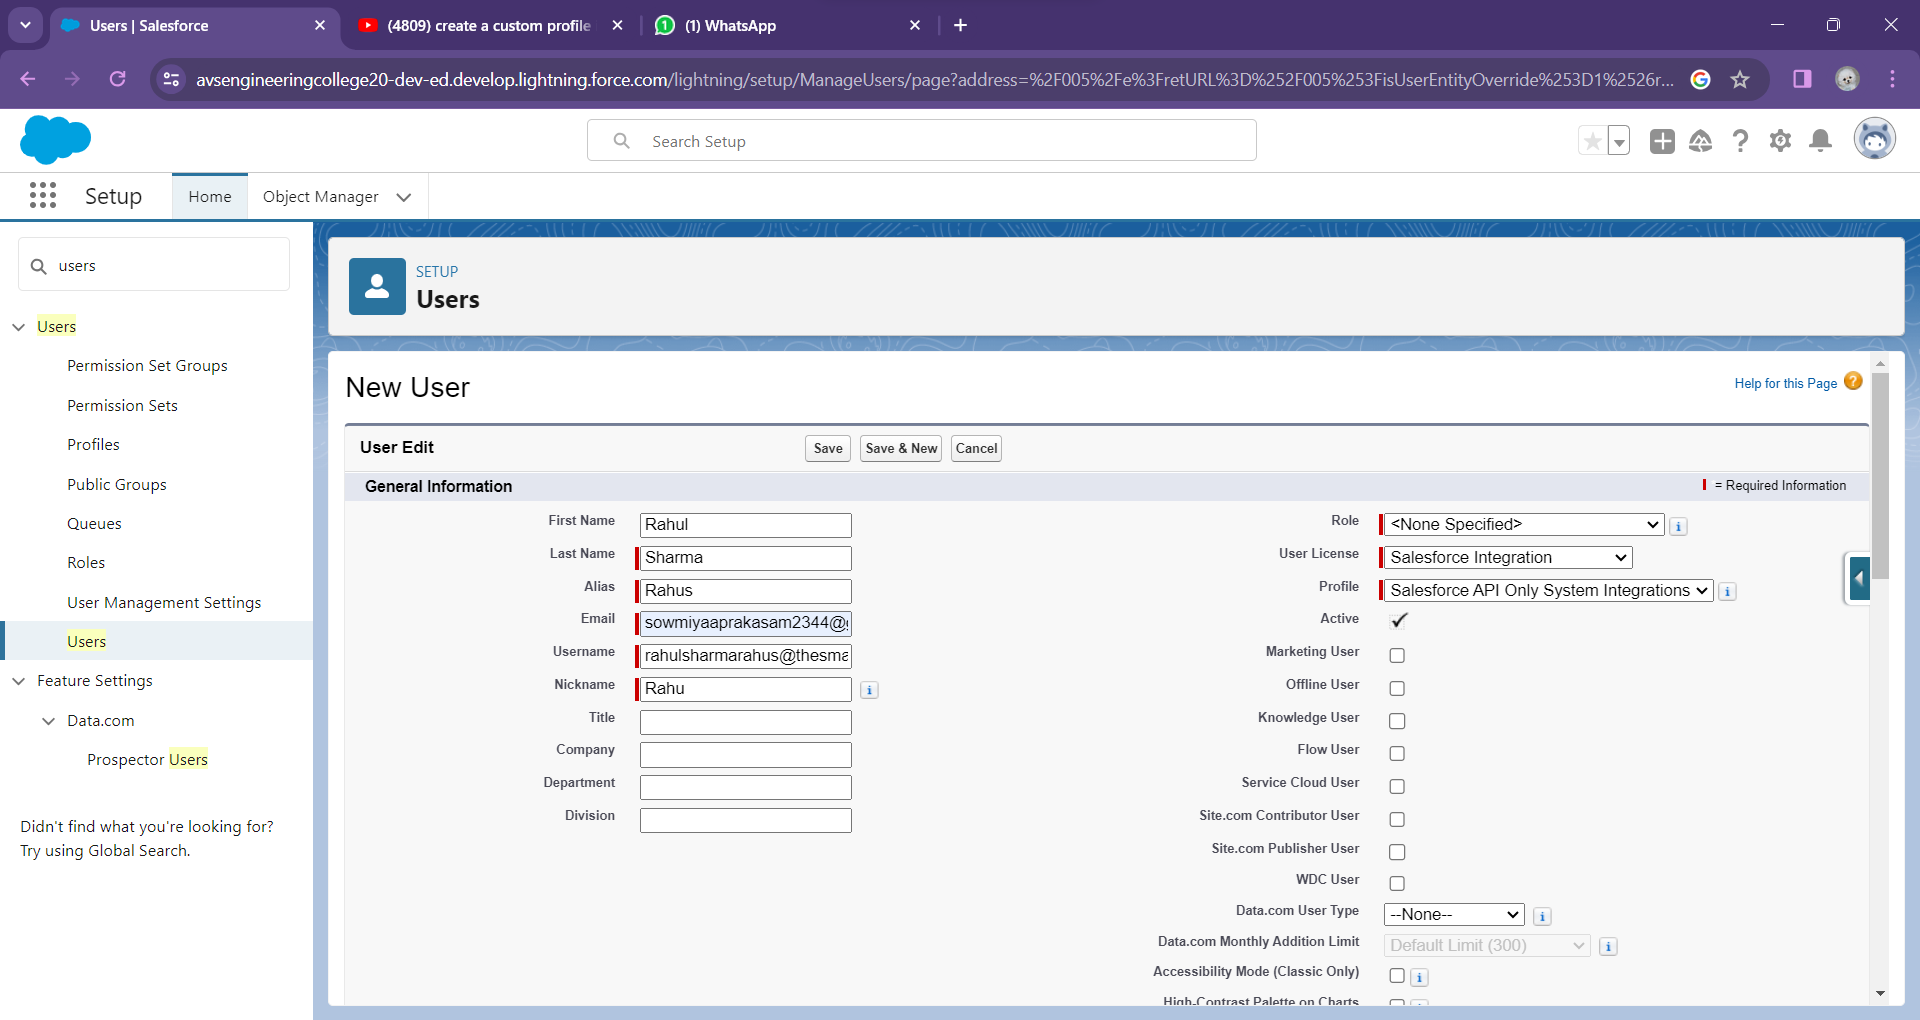 Users | Salesforce
(4809) create a custom profile
(1) WhatsApp
avsengineeringcollege20-dev-ed.develop.lightning.force.com/lightning/setup/ManageUsers/page?address=%2F005%2Fe%3FretURL%3D%252F005%253FisUserEntityOverride%253D1%2526r...
Search Setup
Setup
Home
Object Manager
users
Users
Permission Set Groups
Permission Sets
Profiles
Public Groups
Queues
Roles
User Management Settings
Users
Feature Settings
Data.com
Prospector Users
Didn't find what you're looking for?
Try using Global Search.
SETUP
Users
New User
Help for this Page
User Edit
Save
Save & New
Cancel
General Information
= Required Information
First Name Rahul
Last Name Sharma
Alias Rahus
Email sowmiyaaprakasam2344@
Username rahulsharmarahus@thesma
Nickname Rahu
Title
Company
Department
Division
Role <None Specified>
User License Salesforce Integration
Profile Salesforce API Only System Integrations
Active
Marketing User
Offline User
Knowledge User
Flow User
Service Cloud User
Site.com Contributor User
Site.com Publisher User
WDC User
Data.com User Type --None--
Data.com Monthly Addition Limit Default Limit (300)
Accessibility Mode (Classic Only)
High-Contrast Palette on Charts